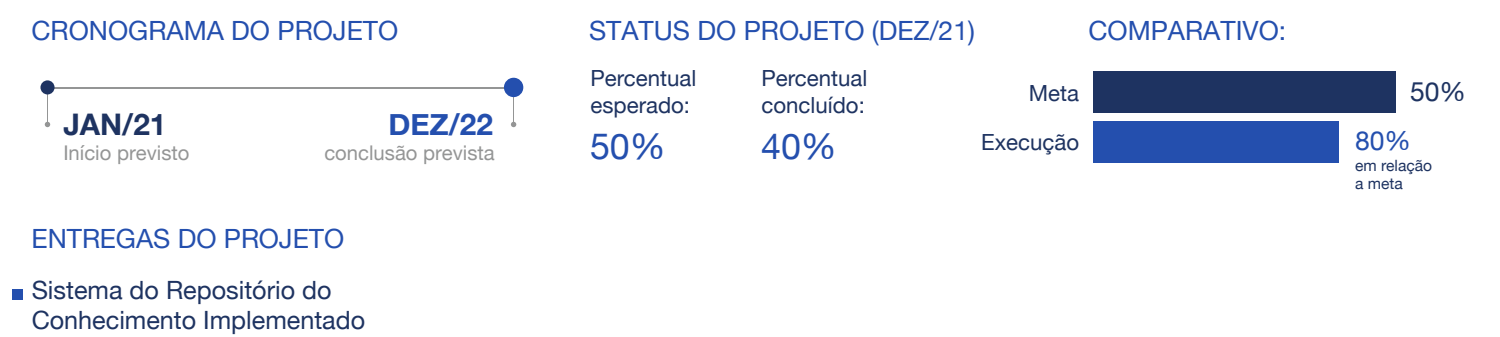 CRONOGRAMA DO PROJETO
JAN/21
Início previsto
DEZ/22
conclusão prevista
STATUS DO PROJETO (DEZ/21)
Percentual
esperado:
50%
Percentual
concluído:
40%
COMPARATIVO:
Meta
50%
Execução
80%
em relação
a meta
ENTREGAS DO PROJETO
Sistema do Repositório do
Conhecimento Implementado